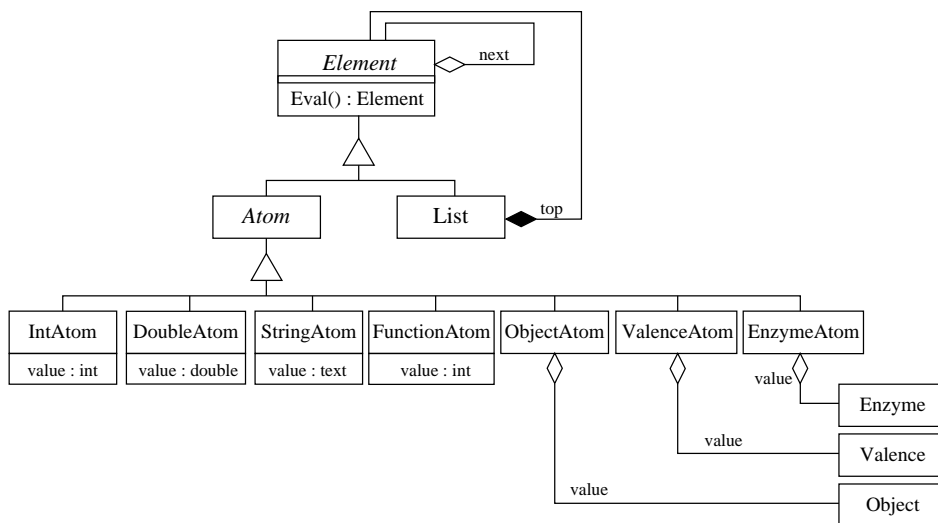 next
Element
Eval() : Element
Atom
List
top
IntAtom
DoubleAtom
StringAtom
FunctionAtom
ObjectAtom
ValenceAtom
EnzymeAtom
value : int
value : double
value : text
value : int
value
Enzyme
value
Valence
value
Object